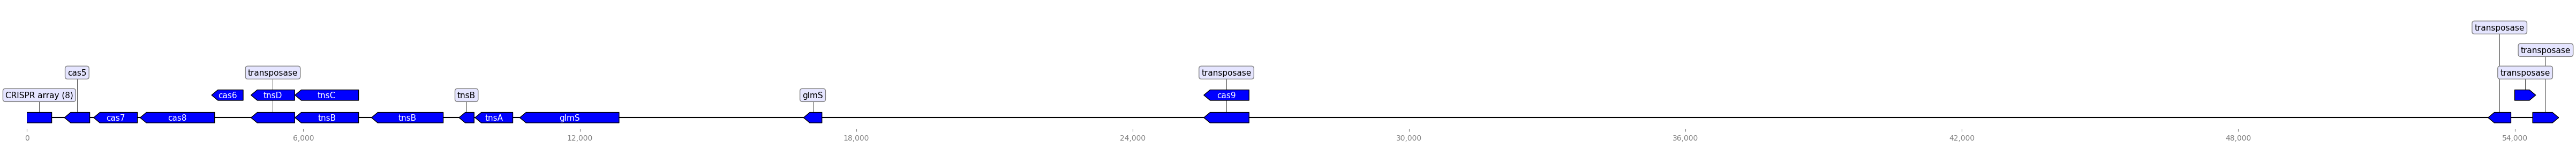 transposase
transposase
cas5
transposase
transposase
transposase
CRISPR array (8)
cas6
tnsD
tnsC
tnsB
glmS
cas9
cas7
cas8
tnsB
tnsB
tnsA
glmS
0
6,000
12,000
18,000
24,000
30,000
36,000
42,000
48,000
54,000